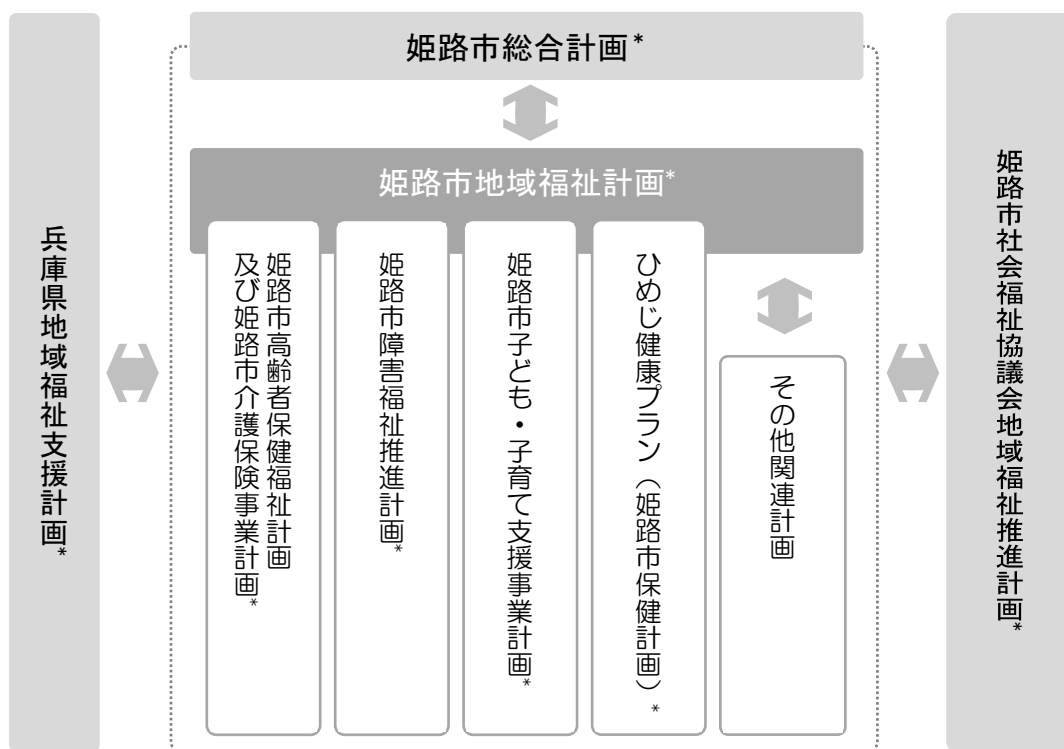 姫路市総合計画*
姫路市地域福祉計画*
兵庫県地域福祉支援計画*
姫路市高齢者保健福祉計画
及び姫路市介護保険事業計画*
姫路市障害福祉推進計画*
姫路市子ども・子育て支援事業計画*
ひめじ健康プラン（姫路市保健計画）*
その他関連計画
姫路市社会福祉協議会地域福祉推進計画*